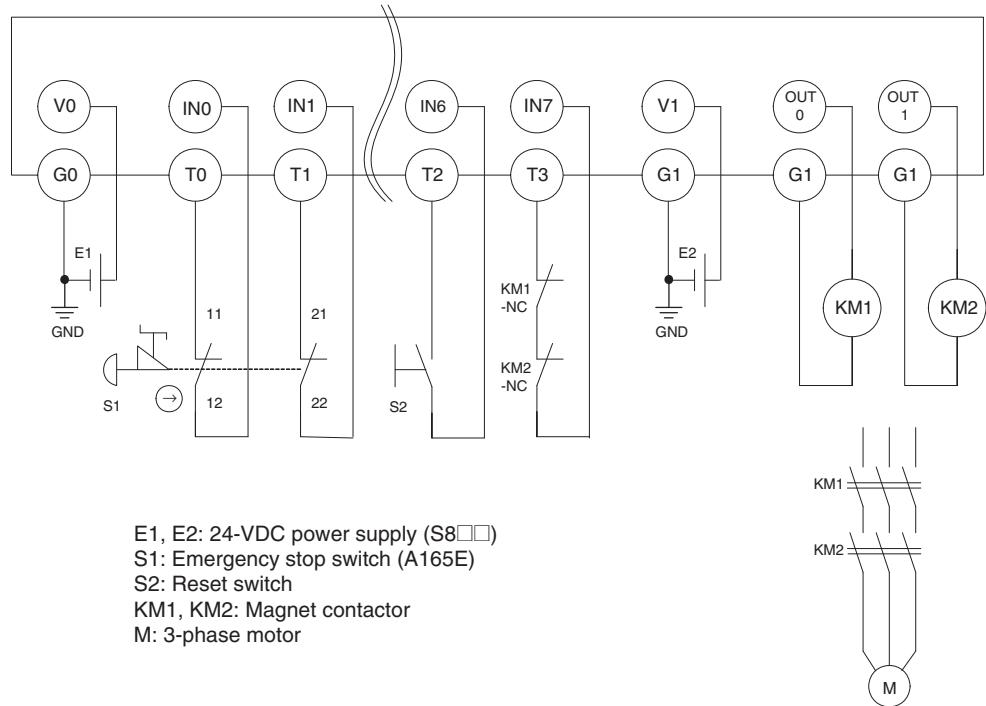 V0
IN0
IN1
IN6
IN7
V1
OUT
0
OUT
1
G0
T0
T1
T2
T3
G1
G1
G1
E1
GND
E2
GND
KM1
-NC
KM1
KM2
11
21
S1
12
22
S2
KM2
-NC
KM1
KM2
M
E1, E2: 24-VDC power supply (S8□□)
S1: Emergency stop switch (A165E)
S2: Reset switch
KM1, KM2: Magnet contactor
M: 3-phase motor